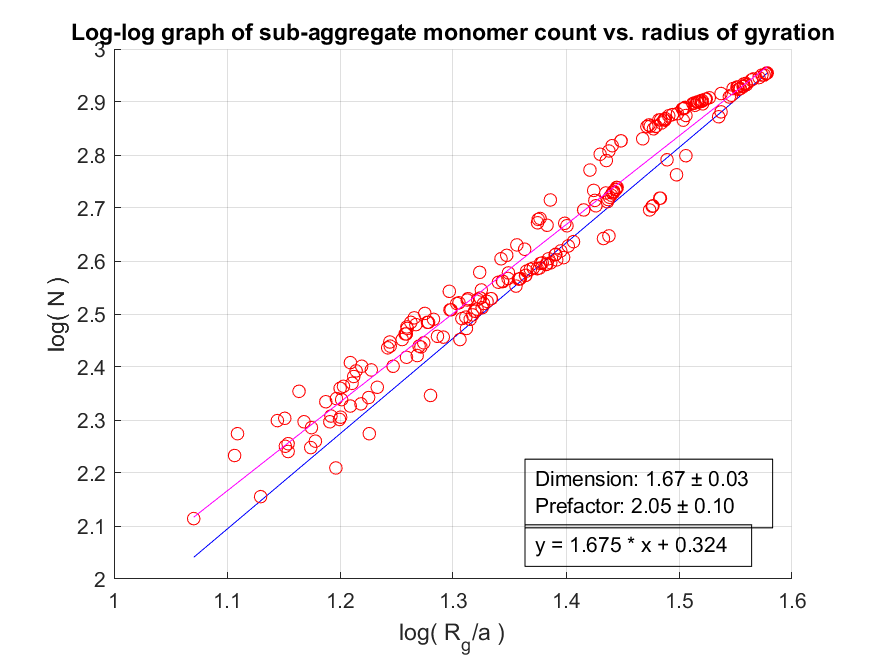 Log-log graph of sub-aggregate monomer count vs. radius of gyration
3
2.9
2.8
2.7
2.6
2.5
2.4
2.3
2.2
2.1
2
log( N )
Dimension: 1.67 ± 0.03
Prefactor: 2.05 ± 0.10
y = 1.675 * x + 0.324
1 1.1 1.2 1.3 1.4 1.5 1.6
log( R_g/a )